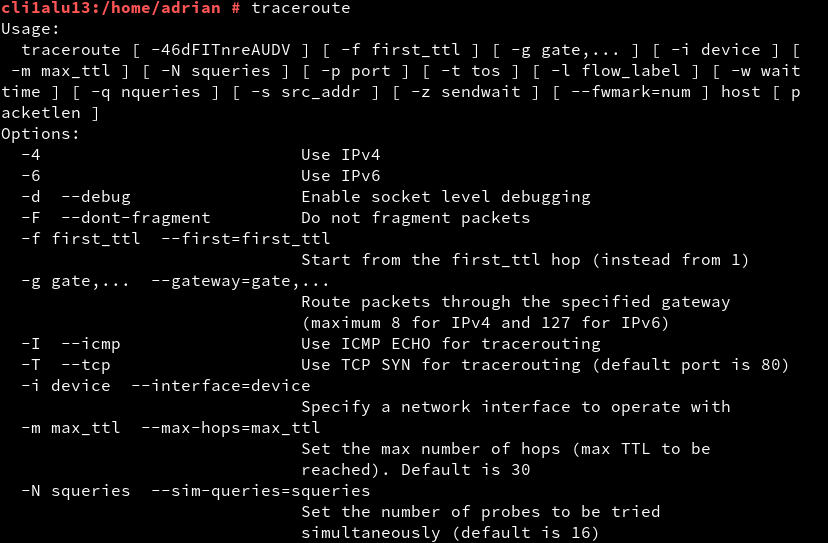 cli1alu13:/home/adrian # traceroute
Usage:
  traceroute [ -46dFITnreAUDV ] [ -f first_ttl ] [ -g gate,... ] [ -i device ] [
 -m max_ttl ] [ -N squeries ] [ -p port ] [ -t tos ] [ -l flow_label ] [ -w wait
time ] [ -q nqueries ] [ -s src_addr ] [ -z sendwait ] [ --fwmark=num ] host [ p
acketlen ]
Options:
  -4                          Use IPv4
  -6                          Use IPv6
  -d  --debug                 Enable socket level debugging
  -F  --dont-fragment         Do not fragment packets
  -f first_ttl  --first=first_ttl
                              Start from the first_ttl hop (instead from 1)
  -g gate,...  --gateway=gate,...
                              Route packets through the specified gateway
                              (maximum 8 for IPv4 and 127 for IPv6)
  -I  --icmp                  Use ICMP ECHO for tracerouting
  -T  --tcp                   Use TCP SYN for tracerouting (default port is 80)
  -i device  --interface=device
                              Specify a network interface to operate with
  -m max_ttl  --max-hops=max_ttl
                              Set the max number of hops (max TTL to be
                              reached). Default is 30
  -N squeries  --sim-queries=squeries
                              Set the number of probes to be tried
                              simultaneously (default is 16)